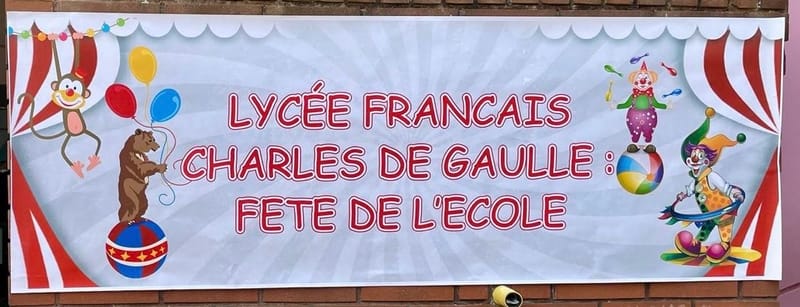 LYCÉE FRANCAIS
CHARLES DE GAULLE :
FETE DE L'ECOLE